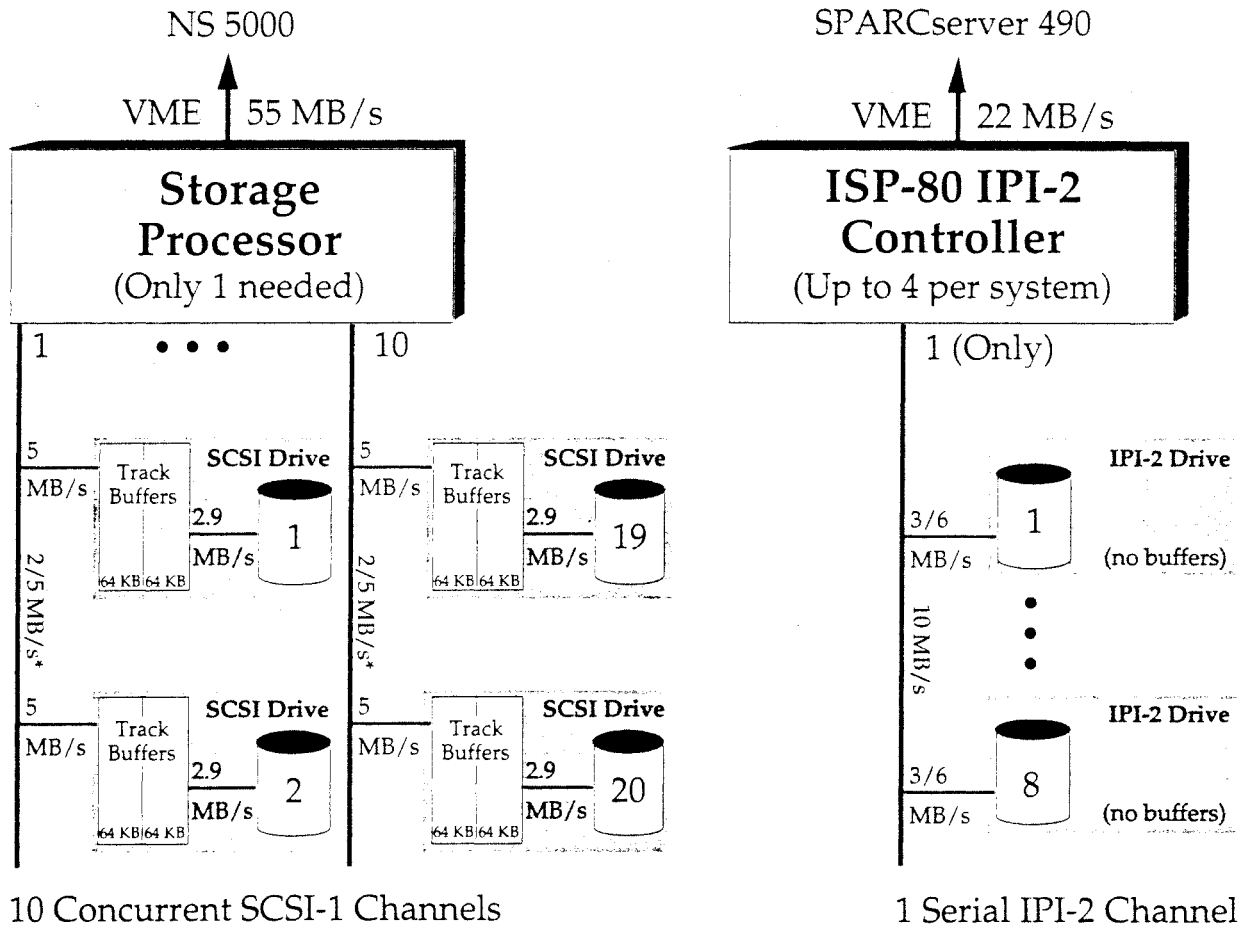 NS 5000
VME 55 MB/s
Storage
Processor
(Only 1 needed)
1 • • • 10
5
MB/s
Track
Buffers
64 KB 64 KB
SCSI Drive
2.9
MB/s
1
2/5 MB/s*
5
MB/s
Track
Buffers
64 KB 64 KB
SCSI Drive
2.9
MB/s
2
5
MB/s
Track
Buffers
64 KB 64 KB
SCSI Drive
2.9
MB/s
19
2/5 MB/s*
5
MB/s
Track
Buffers
64 KB 64 KB
SCSI Drive
2.9
MB/s
20
10 Concurrent SCSI-1 Channels
SPARCserver 490
VME 22 MB/s
ISP-80 IPI-2
Controller
(Up to 4 per system)
1 (Only)
IPI-2 Drive
3/6
MB/s
1
(no buffers)
10 MB/s
IPI-2 Drive
3/6
MB/s
8
(no buffers)
1 Serial IPI-2 Channel